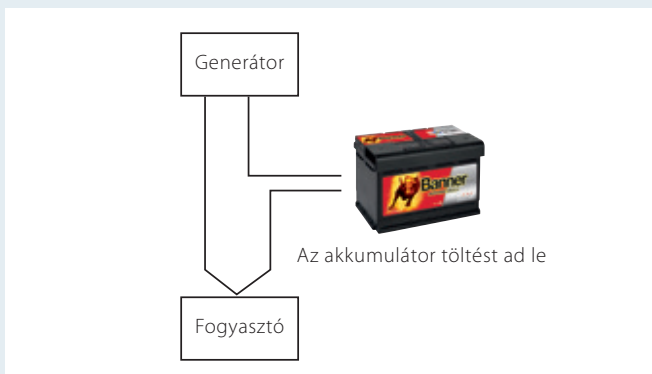 Generátor
Banner
Az akkumulátor töltést ad le
Fogyasztó